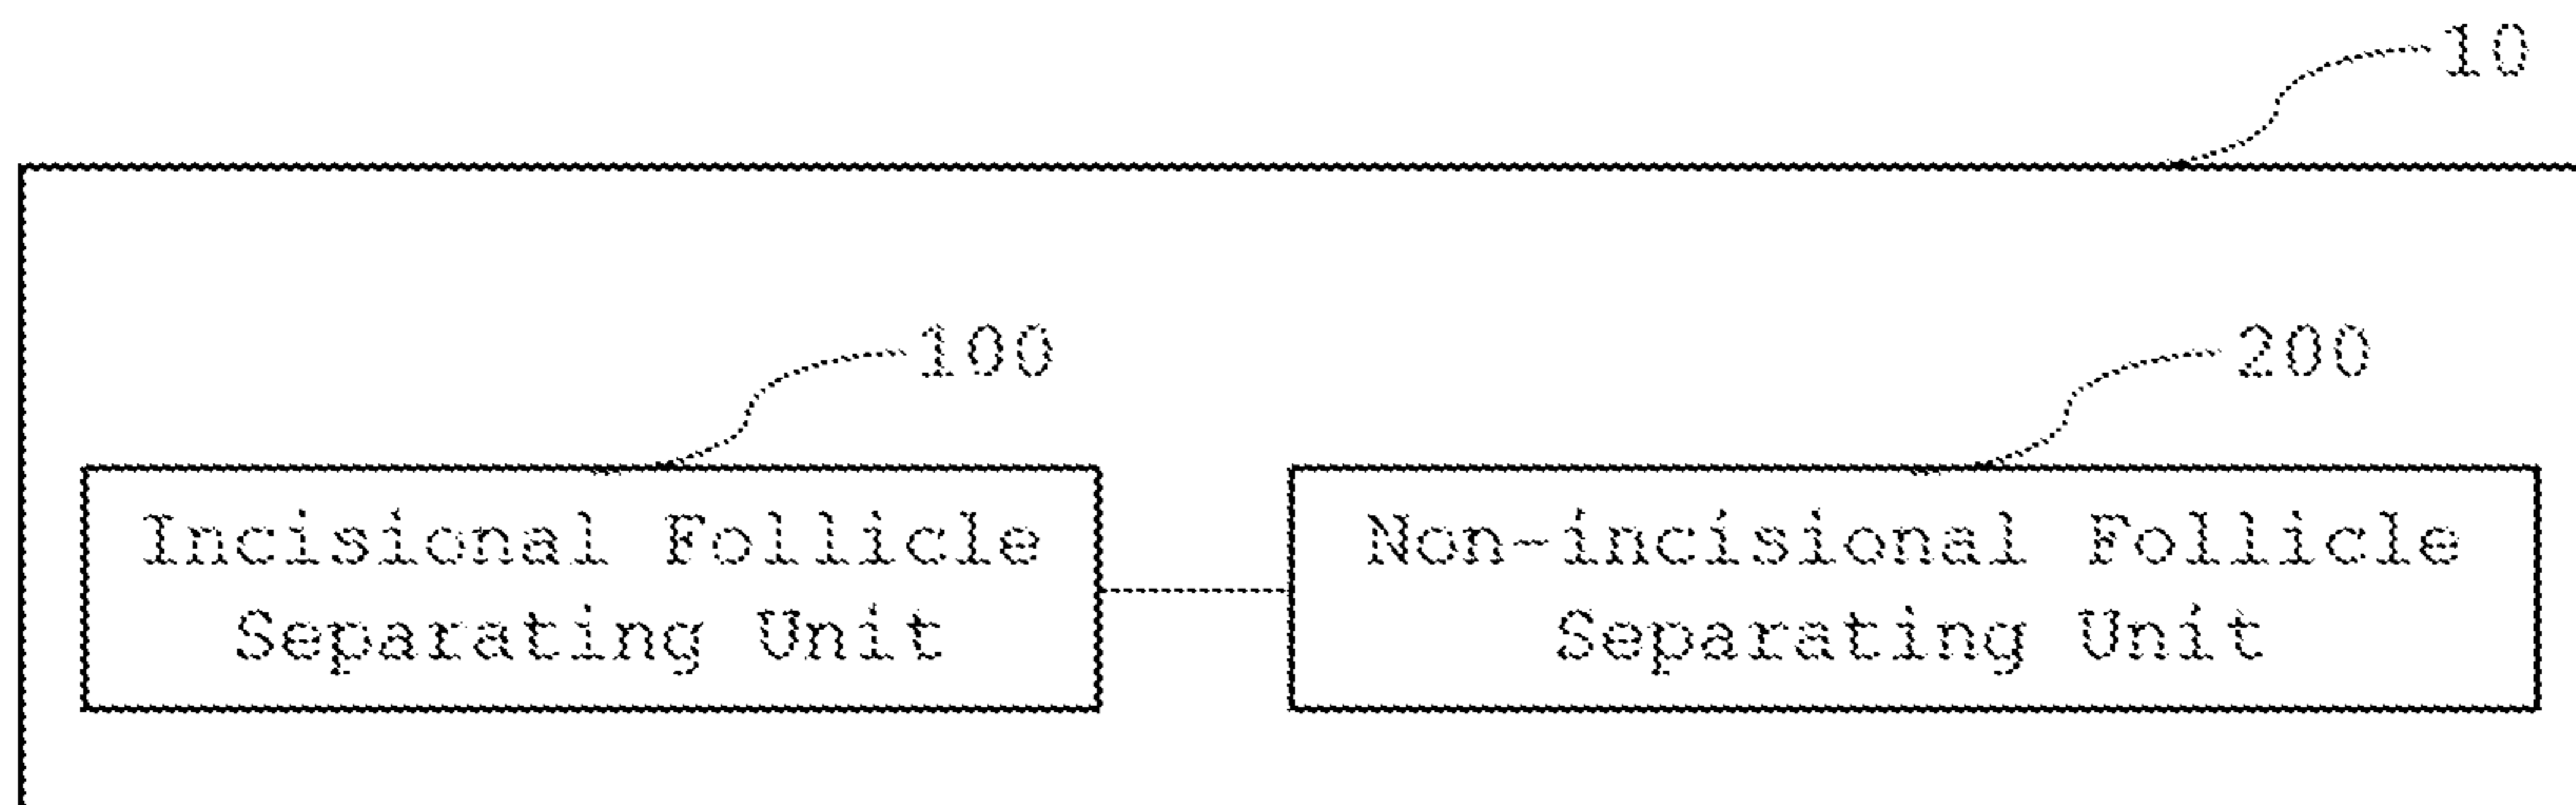 10
100
200
Incisional Follicle
Separating Unit
Non-incisional Follicle
Separating Unit